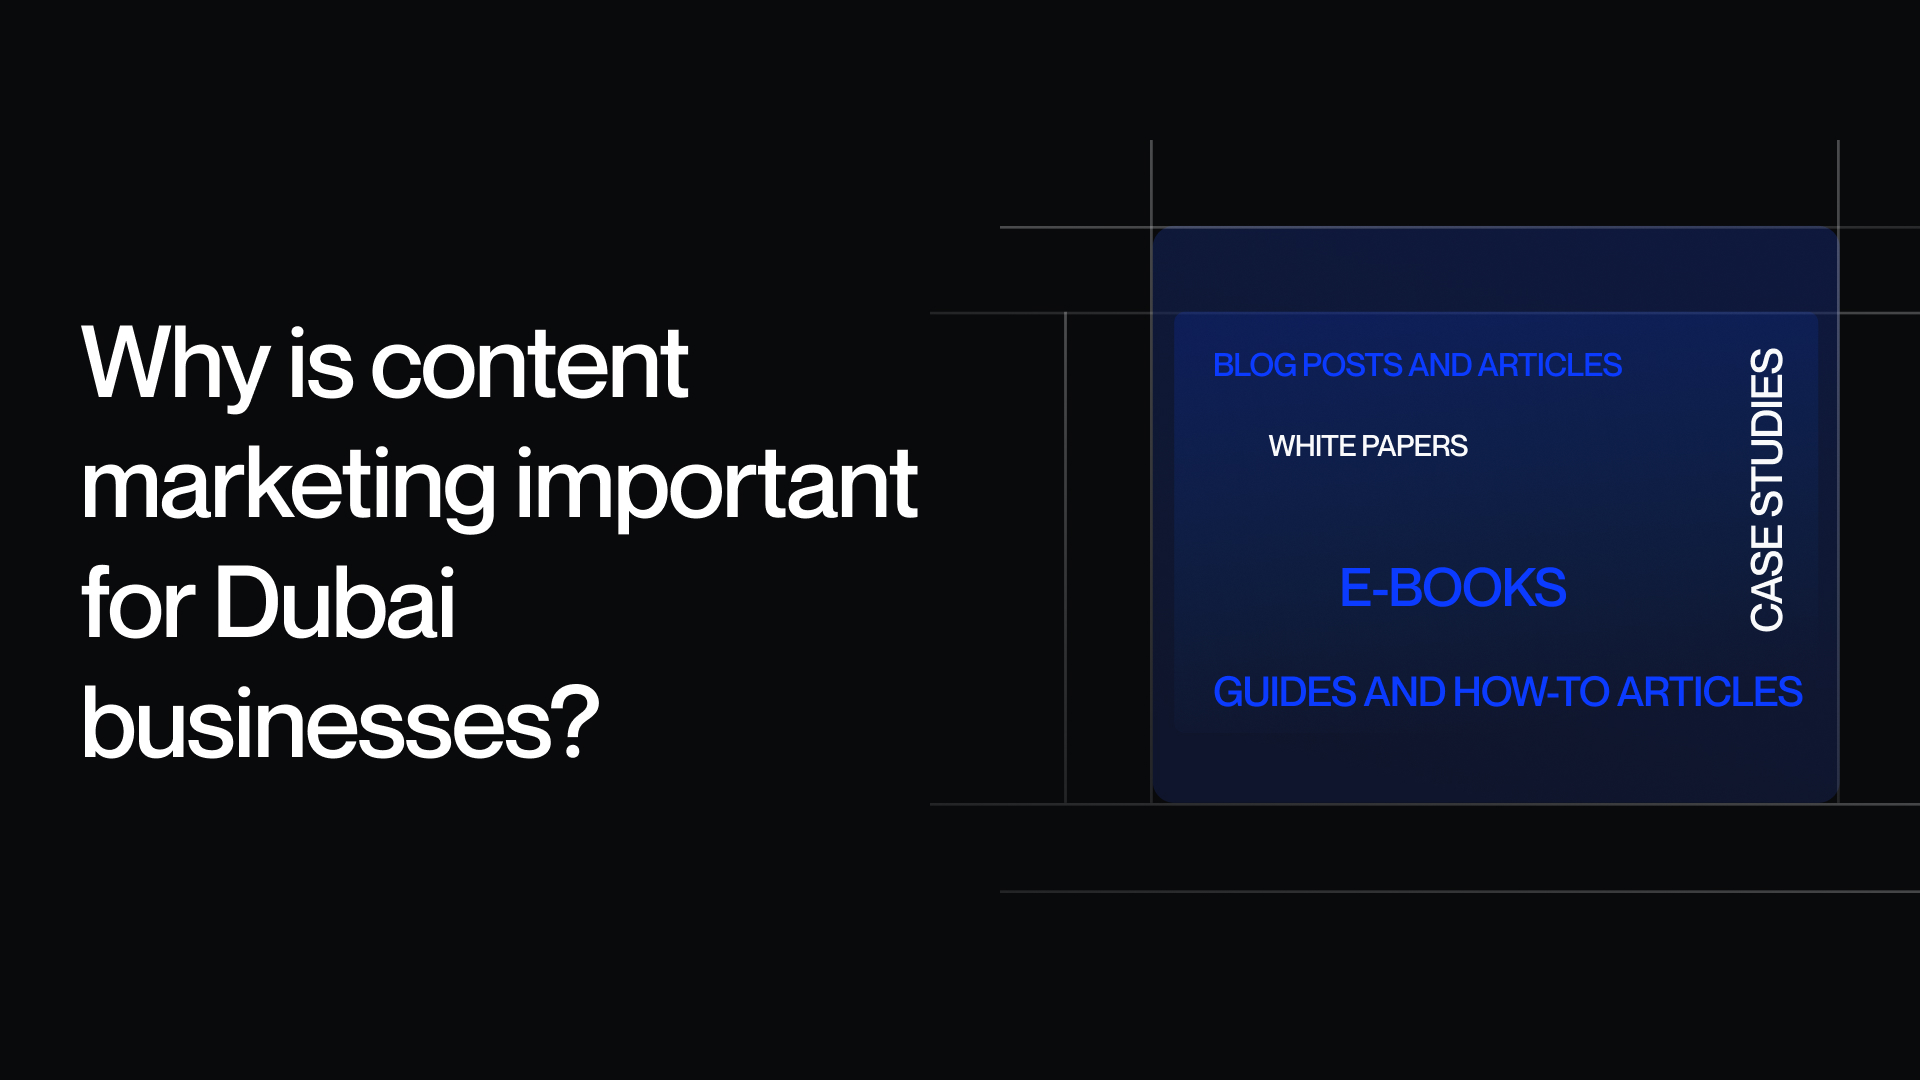 Why is content
marketing important
for Dubai
businesses?
BLOG POSTS AND ARTICLES
WHITE PAPERS
CASE STUDIES
E-BOOKS
GUIDES AND HOW-TO ARTICLES